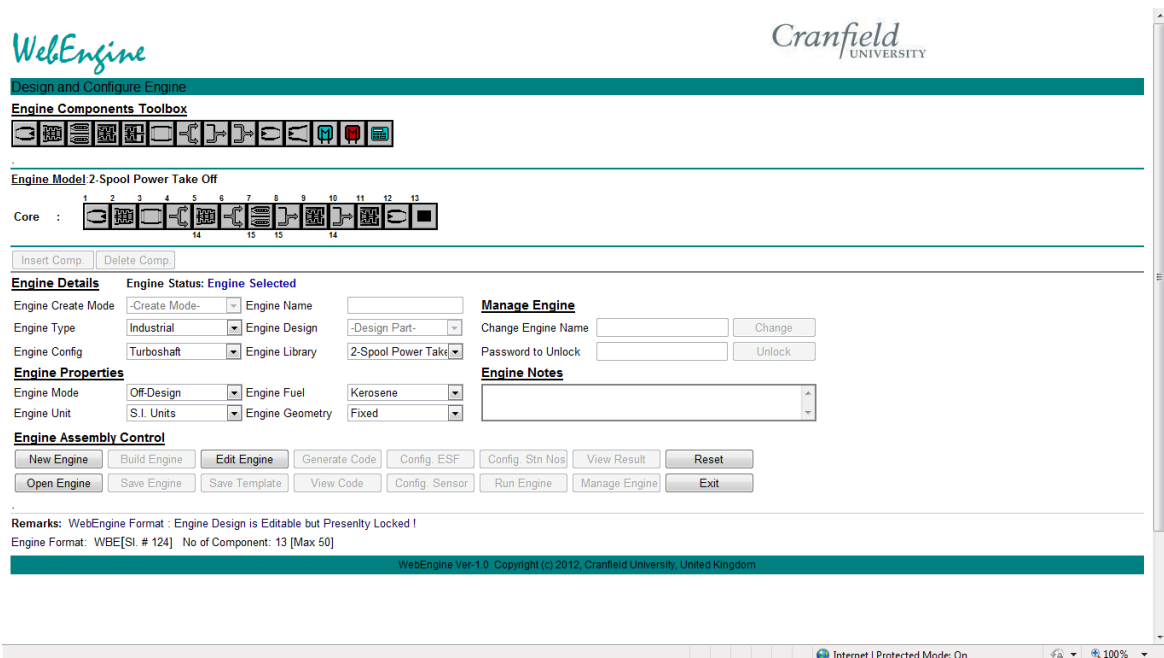 WebEngine
Cranfield
UNIVERSITY
Design and Configure Engine
Engine Components Toolbox
.
Engine Model:2-Spool Power Take Off
1 2 3 4 5 6 7 8 9 10 11 12 13
Core :
14 15 15 14
Insert Comp. Delete Comp.
Engine Details Engine Status: Engine Selected
Engine Create Mode -Create Mode- Engine Name Manage Engine
Engine Type Industrial Engine Design -Design Part- Change Engine Name Change
Engine Config Turboshaft Engine Library 2-Spool Power Take Password to Unlock Unlock
Engine Properties Engine Notes
Engine Mode Off-Design Engine Fuel Kerosene
Engine Unit S.I. Units Engine Geometry Fixed
Engine Assembly Control
New Engine Build Engine Edit Engine Generate Code Config. ESF Config. Stn Nos View Result Reset
Open Engine Save Engine Save Template View Code Config. Sensor Run Engine Manage Engine Exit
.
Remarks: WebEngine Format : Engine Design is Editable but Presenlty Locked !
Engine Format: WBE[Sl. # 124] No of Component: 13 [Max 50]
WebEngine Ver-1.0 Copyright (c) 2012, Cranfield University, United Kingdom
Internet | Protected Mode: On 100%